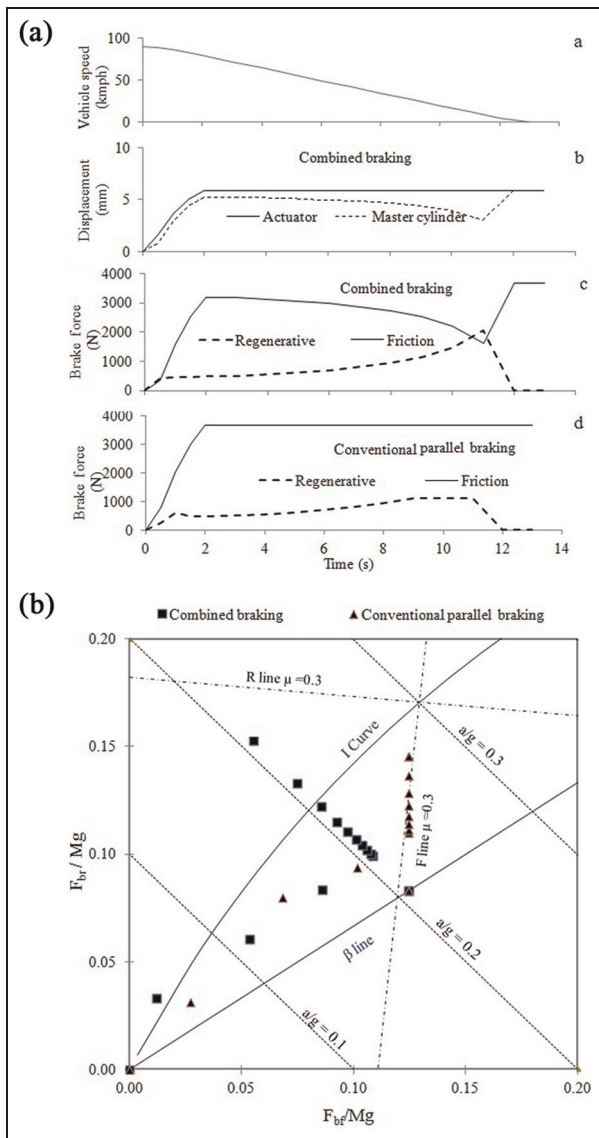 (a)
a
Vehicle speed
(kmph)
100
50
0
b
Combined braking
Displacement
(mm)
10
5
0
Actuator
Master cylinder
c
Combined braking
Brake force
(N)
4000
3000
2000
1000
0
Regenerative
Friction
d
Conventional parallel braking
Brake force
(N)
4000
3000
2000
1000
0
Regenerative
Friction
0 2 4 6 8 10 12 14
Time (s)
(b)
Combined braking
Conventional parallel braking
0.20
0.15
0.10
0.05
0.00
F_br / Mg
R line μ =0.3
I Curve
a/g = 0.3
F line μ =0.3
a/g = 0.2
β line
a/g = 0.1
0.00 0.05 0.10 0.15 0.20
F_bf/Mg